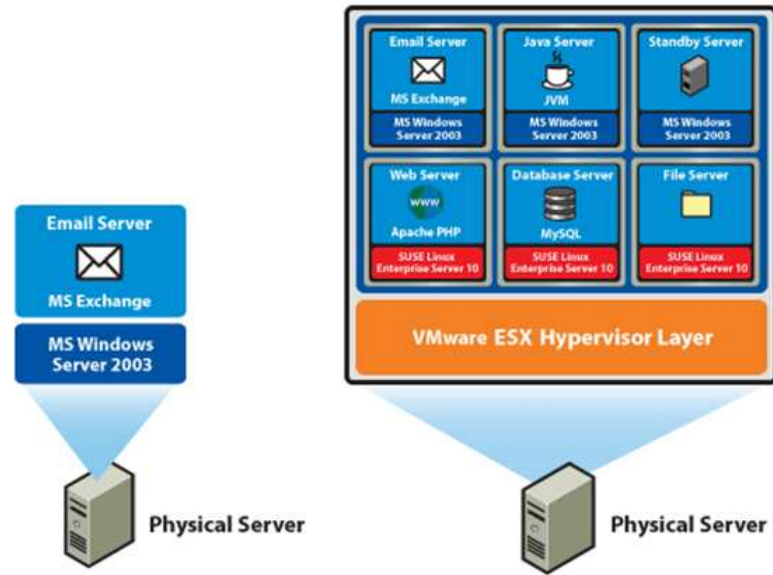 Email Server
MS Exchange
MS Windows
Server 2003
Physical Server
Email Server
MS Exchange
MS Windows
Server 2003
Java Server
JVM
MS Windows
Server 2003
Standby Server
MS Windows
Server 2003
Web Server
www
Apache PHP
SUSE Linux
Enterprise Server 10
Database Server
MySQL
SUSE Linux
Enterprise Server 10
File Server
SUSE Linux
Enterprise Server 10
VMware ESX Hypervisor Layer
Physical Server